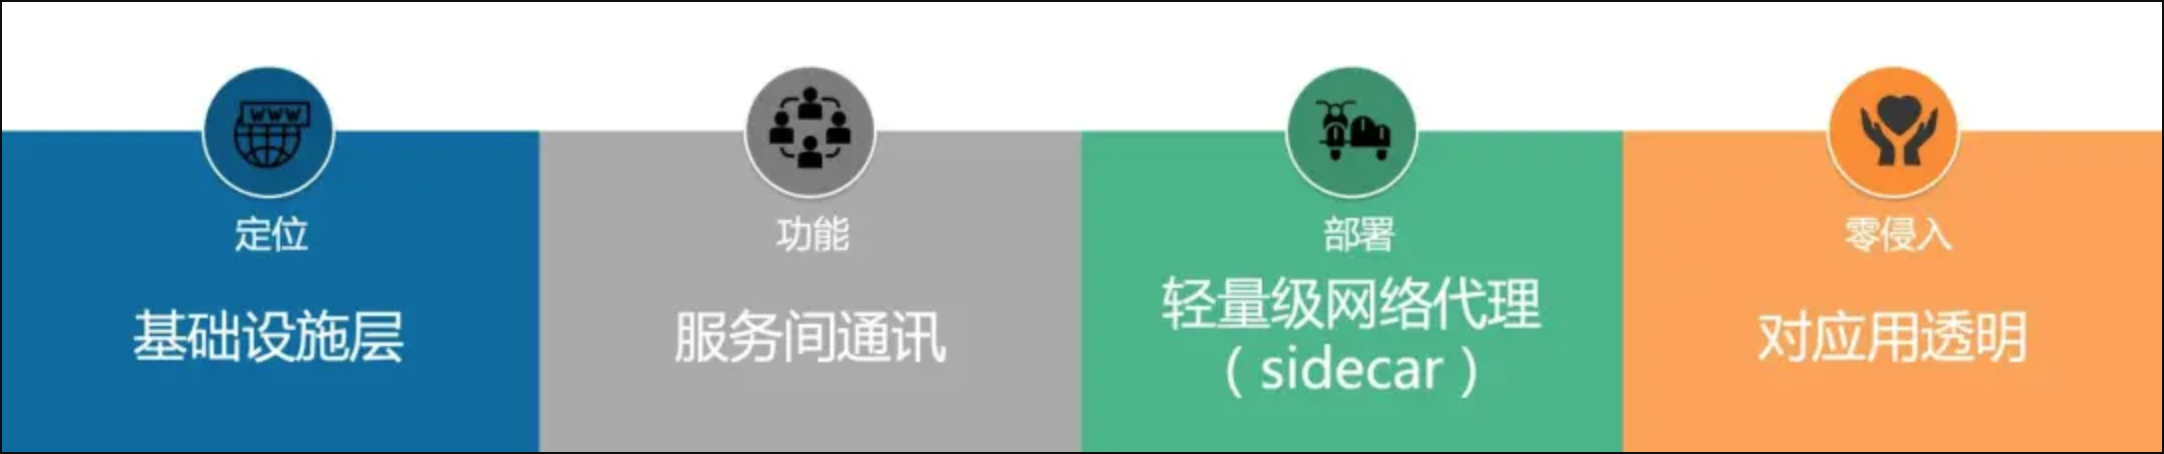 WWW
定位
基础设施层
功能
服务间通讯
部署
轻量级网络代理
（sidecar）
零侵入
对应用透明